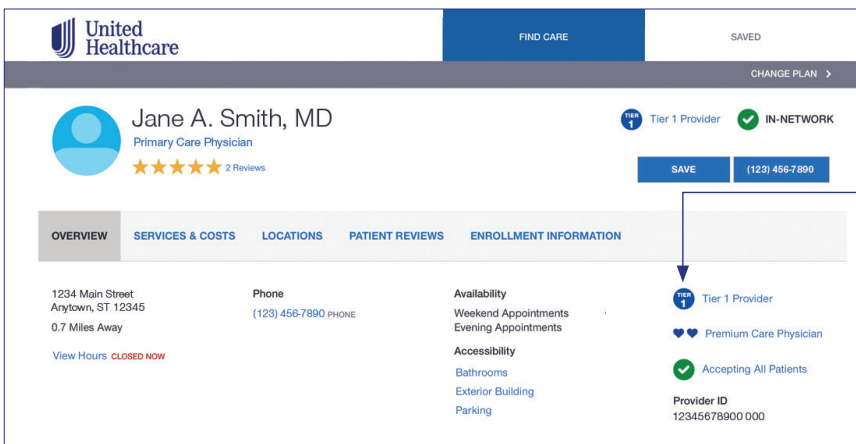 United
Healthcare
FIND CARE
SAVED
CHANGE PLAN >
Jane A. Smith, MD
Primary Care Physician
2 Reviews
TIER 1 Tier 1 Provider
IN-NETWORK
SAVE
(123) 456-7890
OVERVIEW
SERVICES & COSTS
LOCATIONS
PATIENT REVIEWS
ENROLLMENT INFORMATION
1234 Main Street
Anytown, ST 12345
0.7 Miles Away
View Hours CLOSED NOW
Phone
(123) 456-7890 PHONE
Availability
Weekend Appointments
Evening Appointments
Accessibility
Bathrooms
Exterior Building
Parking
TIER 1 Tier 1 Provider
Premium Care Physician
Accepting All Patients
Provider ID
12345678900 000